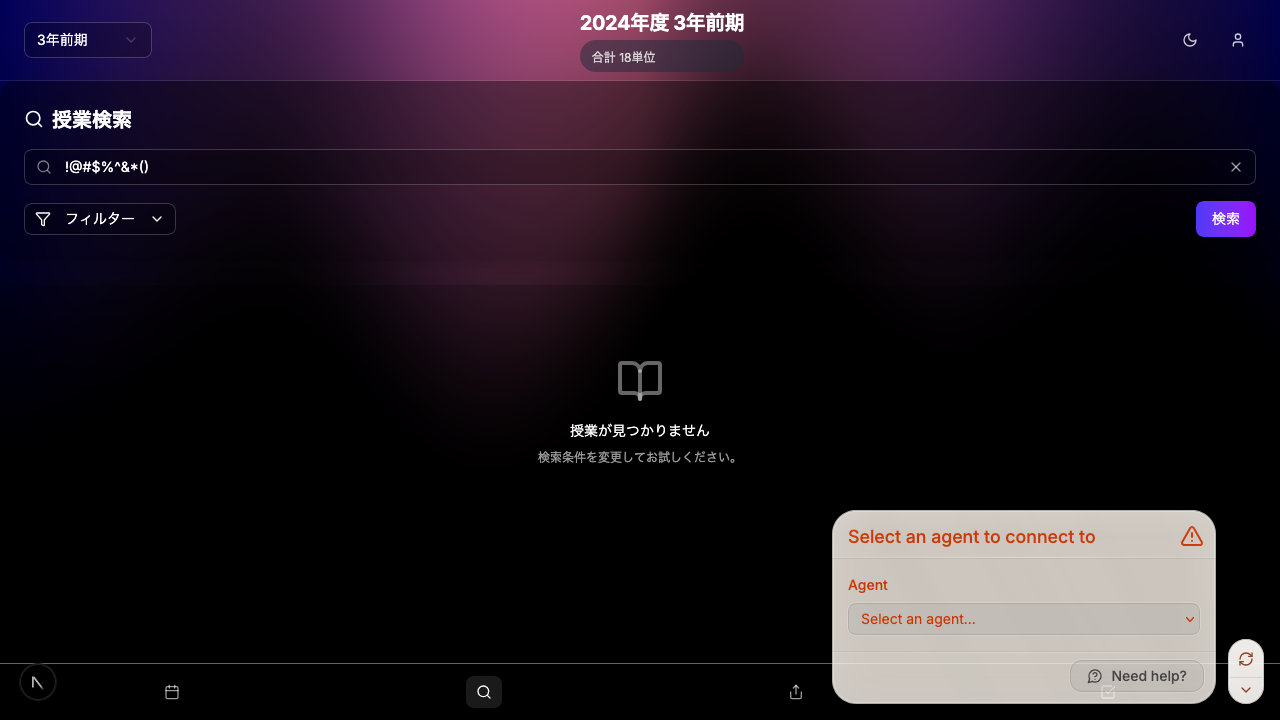 3年前期
2024年度 3年前期
合計 18単位
授業検索
!@#$%^&*()
フィルター
検索
授業が見つかりません
検索条件を変更してお試しください。
Select an agent to connect to
Agent
Select an agent...
Need help?